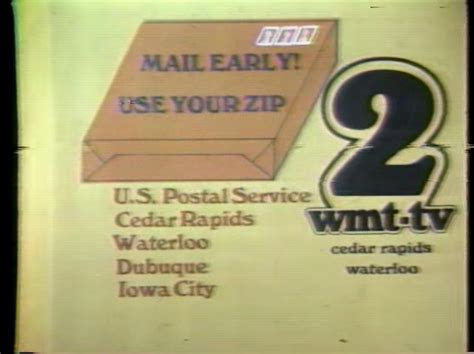 MAIL EARLY!
USE YOUR ZIP
U.S. Postal Service
Cedar Rapids
Waterloo
Dubuque
Iowa City
2
wmt-tv
cedar rapids
waterloo